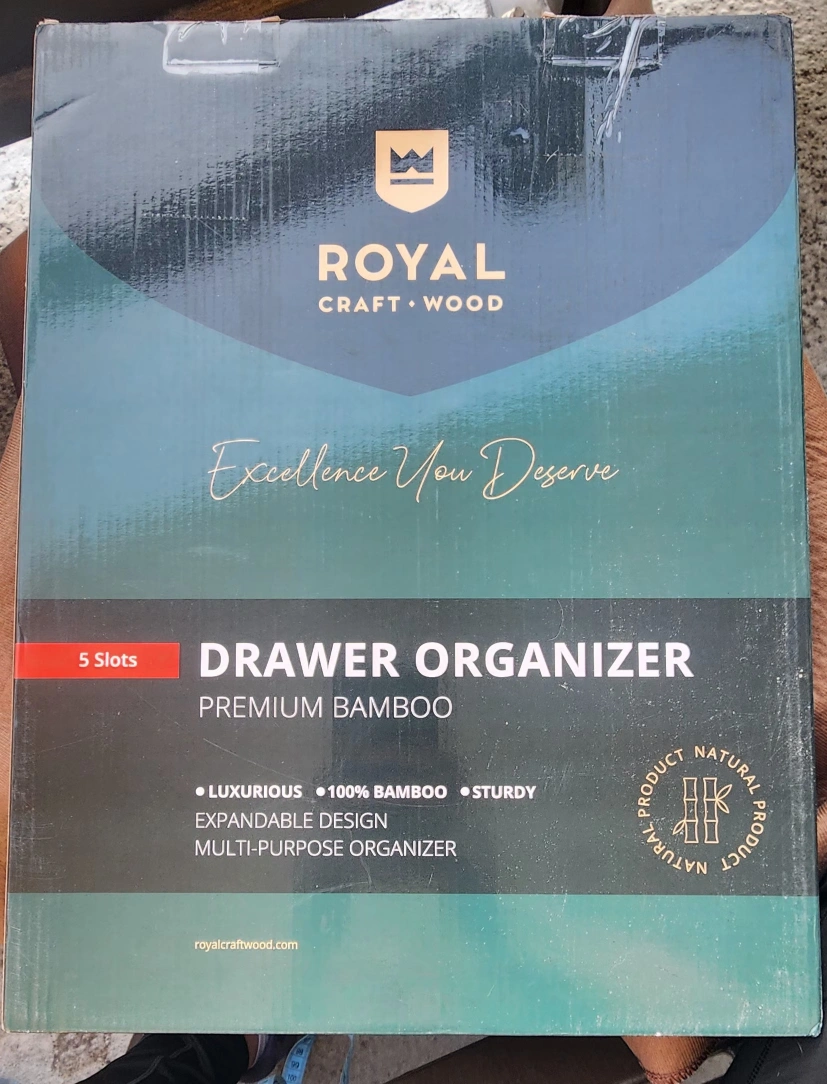 ROYAL
CRAFT • WOOD
Excellence You Deserve
5 Slots
DRAWER ORGANIZER
PREMIUM BAMBOO
• LUXURIOUS • 100% BAMBOO • STURDY
EXPANDABLE DESIGN
MULTI-PURPOSE ORGANIZER
NATURAL PRODUCT NATURAL PRODUCT
royalcraftwood.com